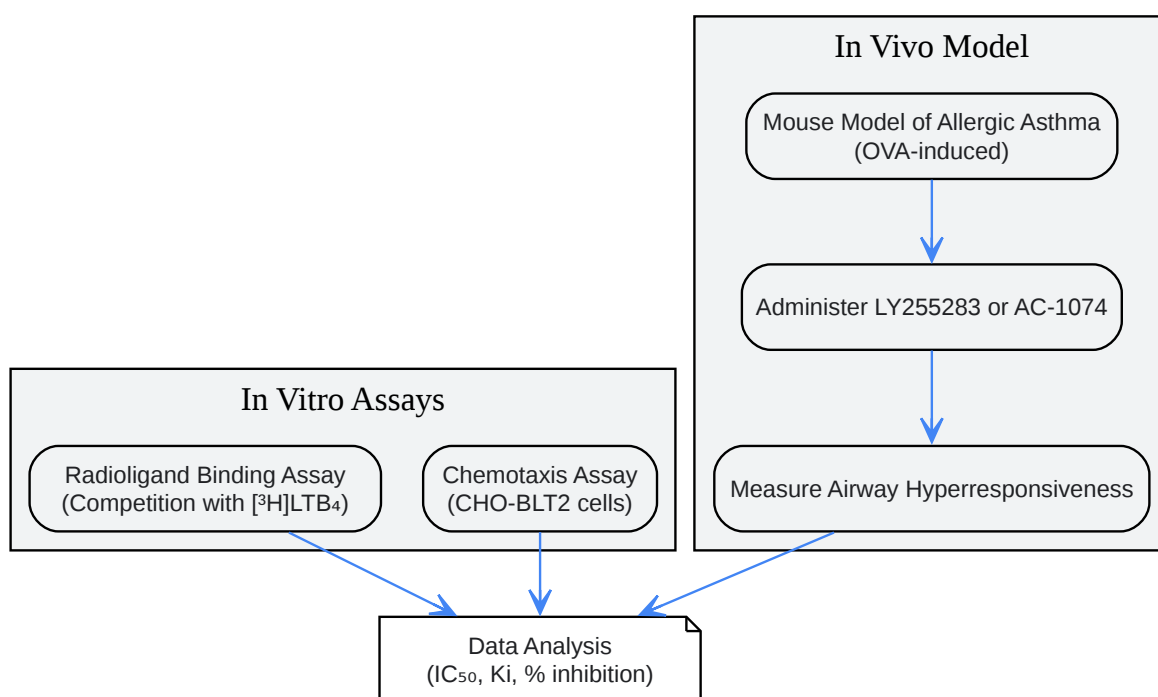 In Vivo Model
Mouse Model of Allergic Asthma
(OVA-induced)
Administer LY255283 or AC-1074
Measure Airway Hyperresponsiveness
In Vitro Assays
Radioligand Binding Assay
(Competition with [³H]LTB₄)
Chemotaxis Assay
(CHO-BLT2 cells)
Data Analysis
(IC₅₀, Ki, % inhibition)